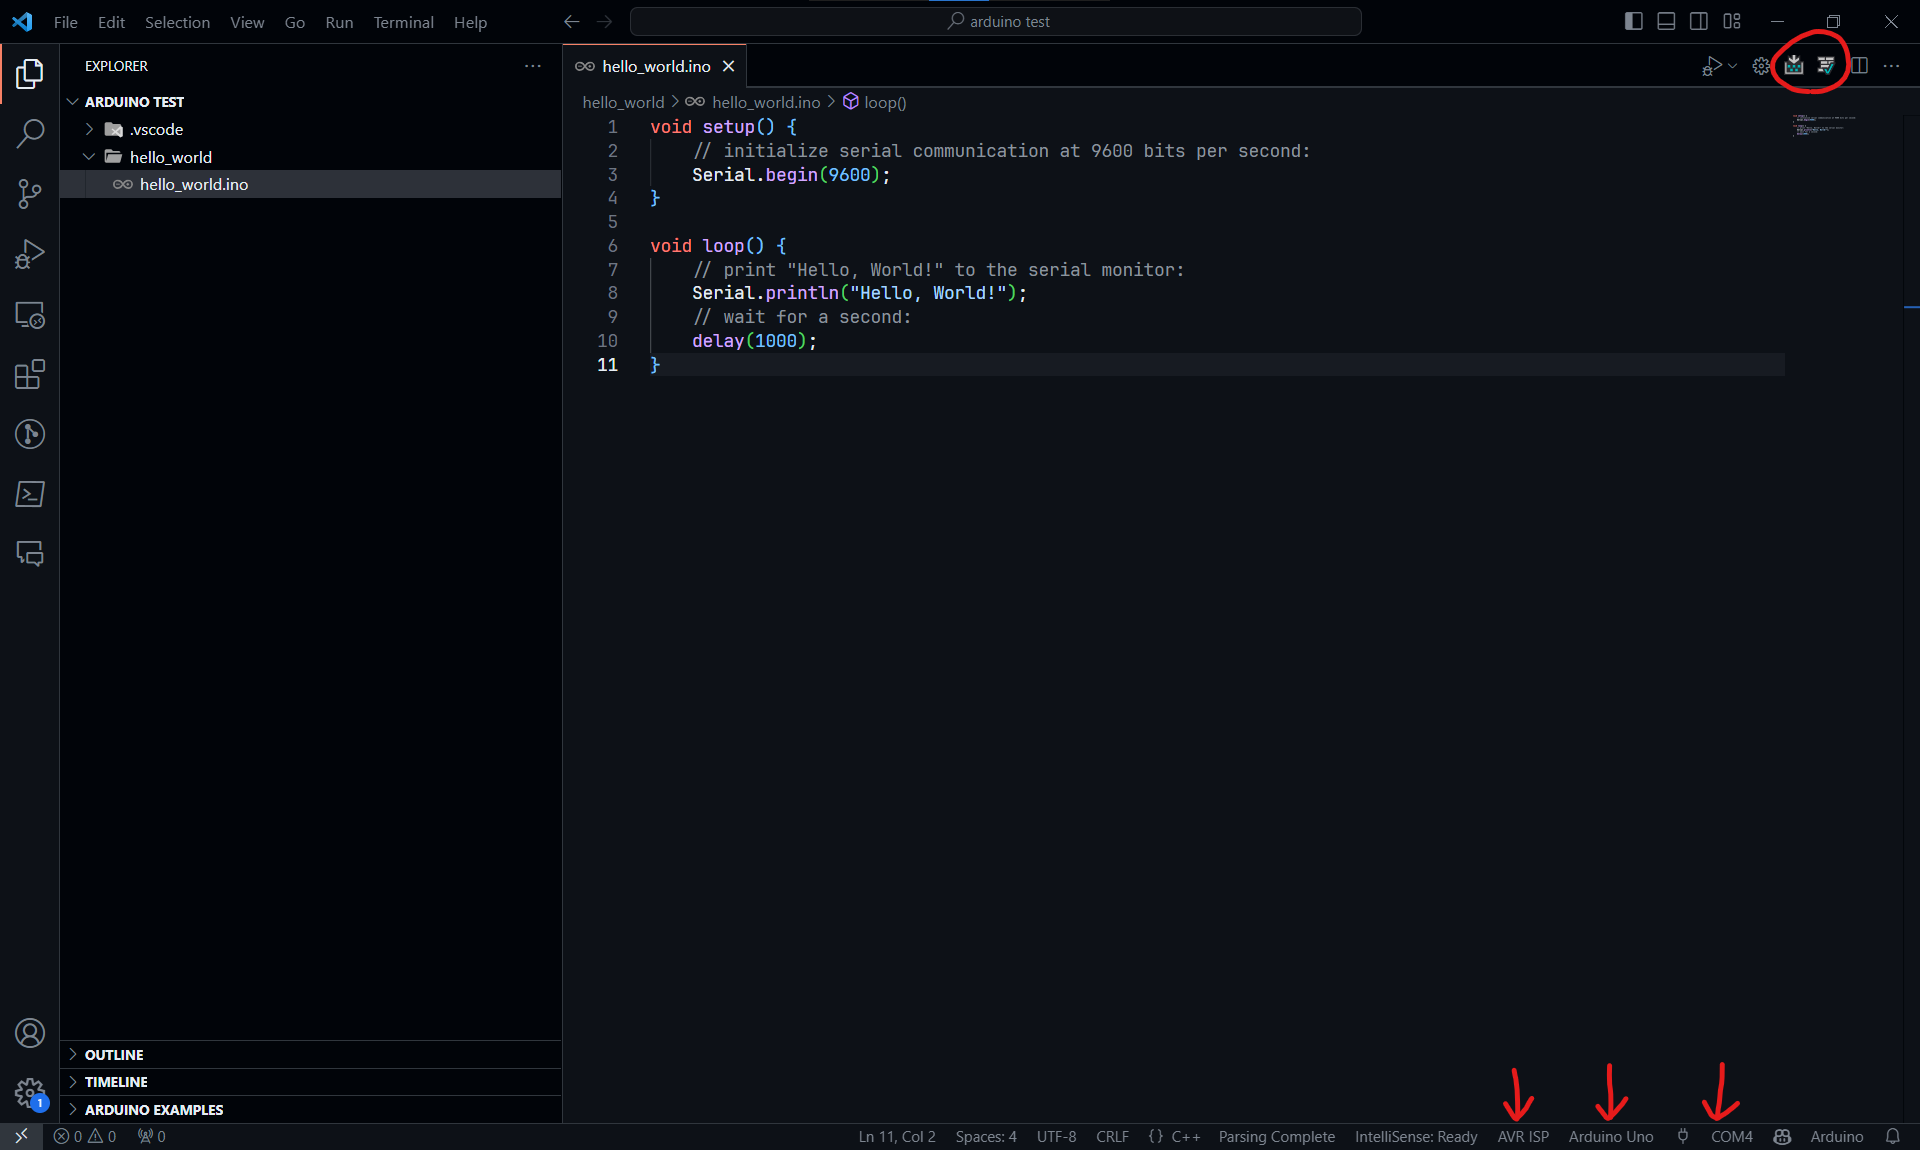 File Edit Selection View Go Run Terminal Help
arduino test
EXPLORER
ARDUINO TEST
.vscode
hello_world
hello_world.ino
OUTLINE
TIMELINE
ARDUINO EXAMPLES
hello_world.ino
hello_world > hello_world.ino > loop()
1 void setup() {
2 // initialize serial communication at 9600 bits per second:
3 Serial.begin(9600);
4 }
5
6 void loop() {
7 // print "Hello, World!" to the serial monitor:
8 Serial.println("Hello, World!");
9 // wait for a second:
10 delay(1000);
11 }
1
0 0 0 Ln 11, Col 2 Spaces: 4 UTF-8 CRLF {} C++ Parsing Complete IntelliSense: Ready AVR ISP Arduino Uno COM4 Arduino